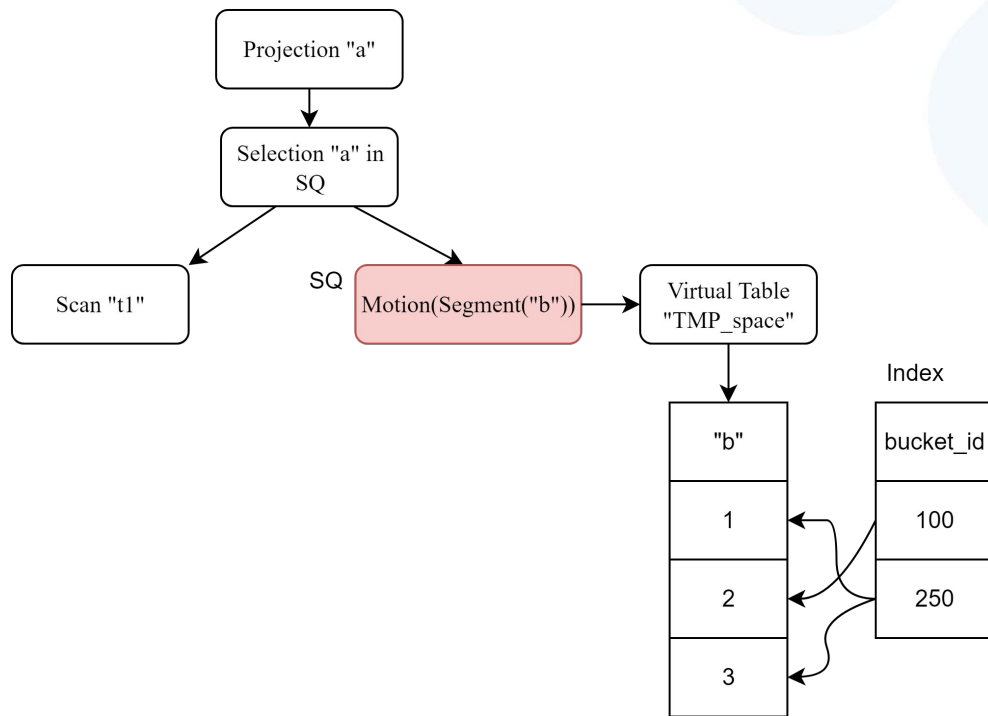 Projection "a"
Selection "a" in
SQ
Scan "t1"
SQ
Motion(Segment("b"))
Virtual Table
"TMP_space"
Index
"b"
bucket_id
1
100
2
250
3